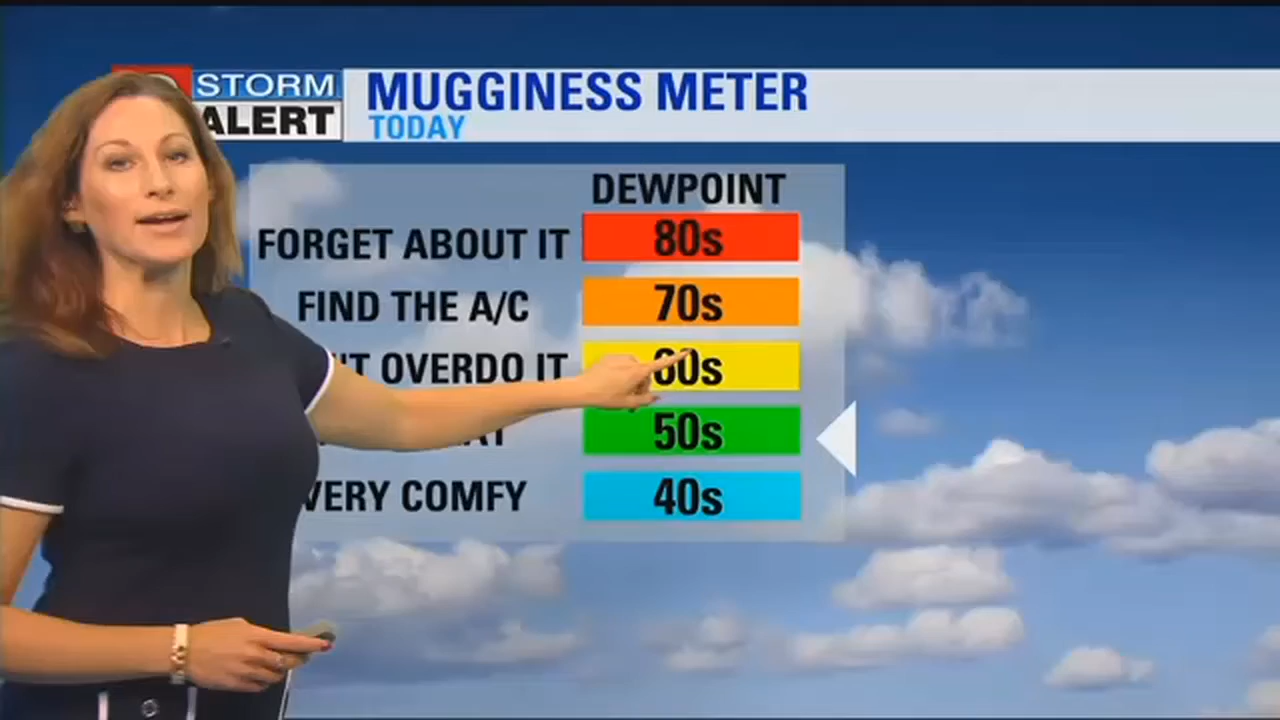 STORM
ALERT
MUGGINESS METER
TODAY
DEWPOINT
FORGET ABOUT IT 80s
FIND THE A/C 70s
OVERDO IT 60s
50s
VERY COMFY 40s